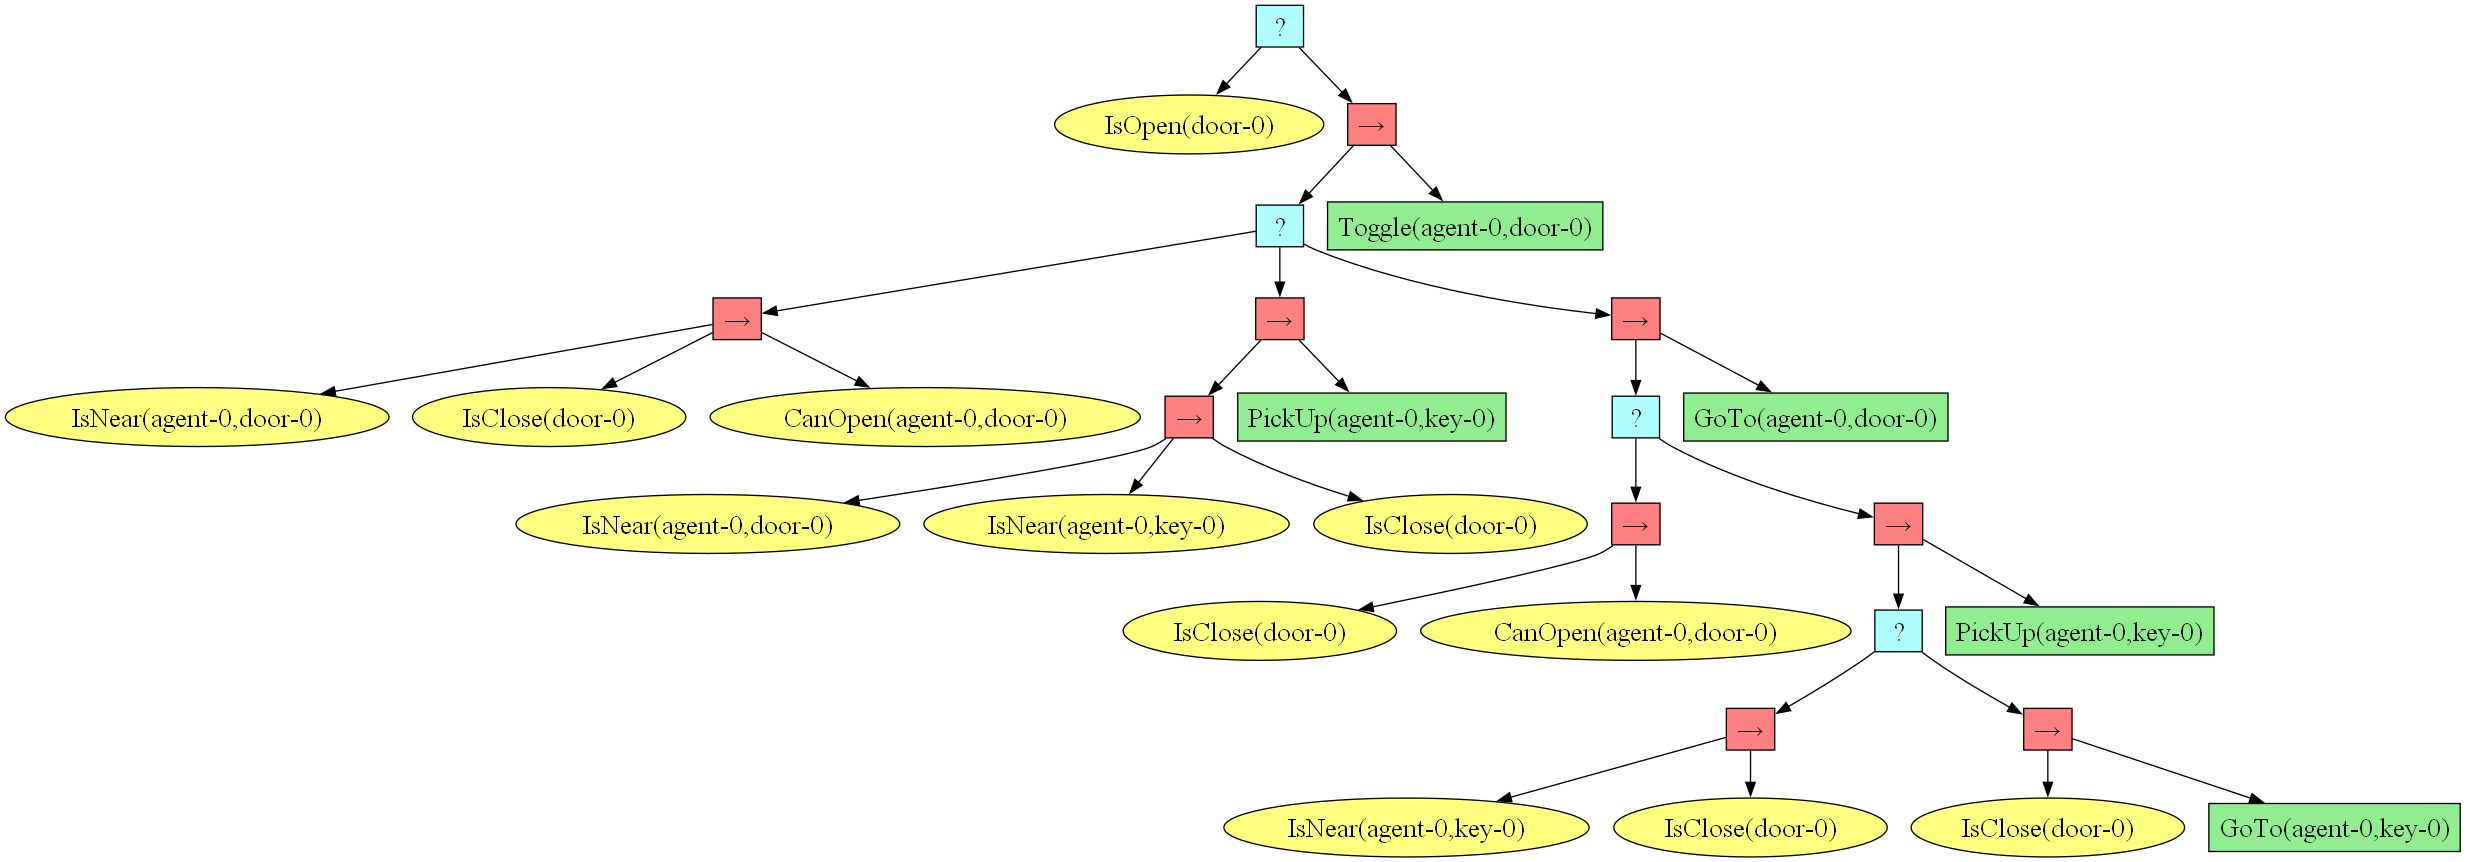 ?
IsOpen(door-0)
→
?
Toggle(agent-0,door-0)
→
→
→
IsNear(agent-0,door-0)
IsClose(door-0)
CanOpen(agent-0,door-0)
→
PickUp(agent-0,key-0)
?
GoTo(agent-0,door-0)
IsNear(agent-0,door-0)
IsNear(agent-0,key-0)
IsClose(door-0)
→
→
IsClose(door-0)
CanOpen(agent-0,door-0)
?
PickUp(agent-0,key-0)
→
→
IsNear(agent-0,key-0)
IsClose(door-0)
IsClose(door-0)
GoTo(agent-0,key-0)